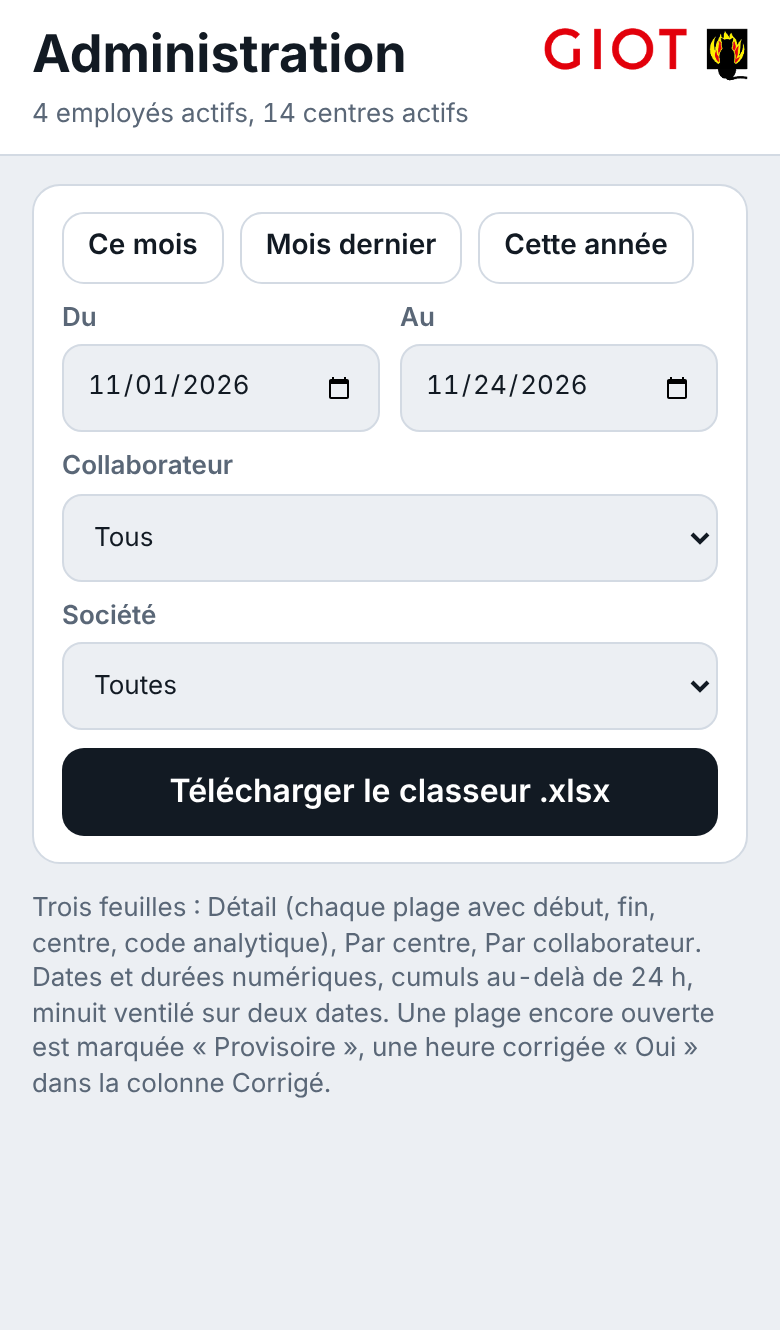 Administration
GIOT
4 employés actifs, 14 centres actifs
Ce mois
Mois dernier
Cette année
Du
Au
11/01/2026
11/24/2026
Collaborateur
Tous
Société
Toutes
Télécharger le classeur .xlsx
Trois feuilles : Détail (chaque plage avec début, fin,
centre, code analytique), Par centre, Par collaborateur.
Dates et durées numériques, cumuls au-delà de 24 h,
minuit ventilé sur deux dates. Une plage encore ouverte
est marquée « Provisoire », une heure corrigée « Oui »
dans la colonne Corrigé.